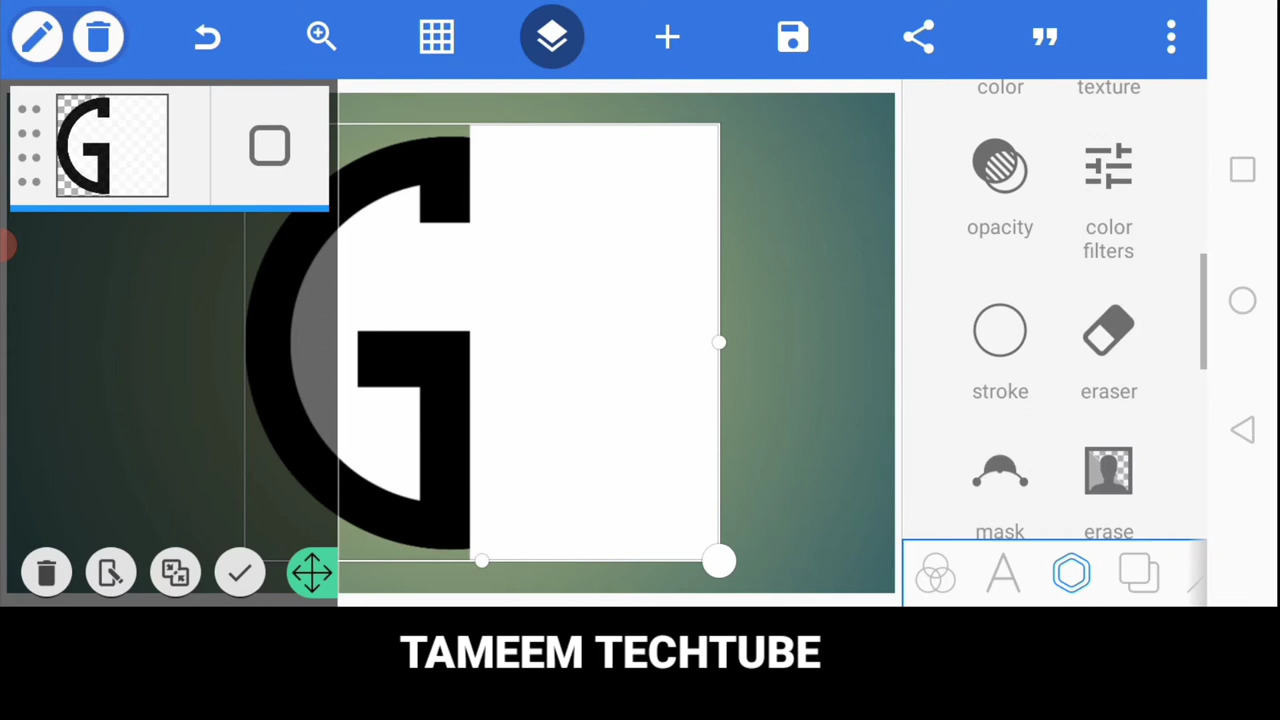 color
texture
opacity
color
filters
stroke
eraser
mask
erase
G
G
A
TAMEEM TECHTUBE